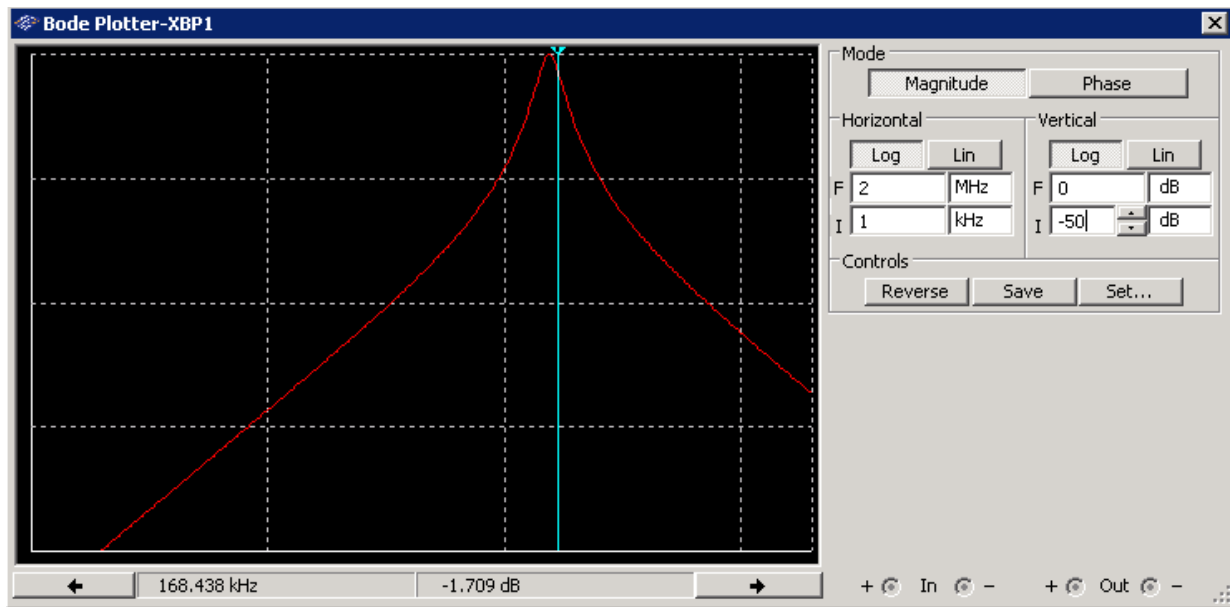 Bode Plotter-XBP1
Mode
Magnitude Phase
Horizontal Vertical
Log Lin Log Lin
F 2 MHz F 0 dB
I 1 kHz I -50 dB
Controls
Reverse Save Set...
168.438 kHz -1.709 dB + In - + Out -